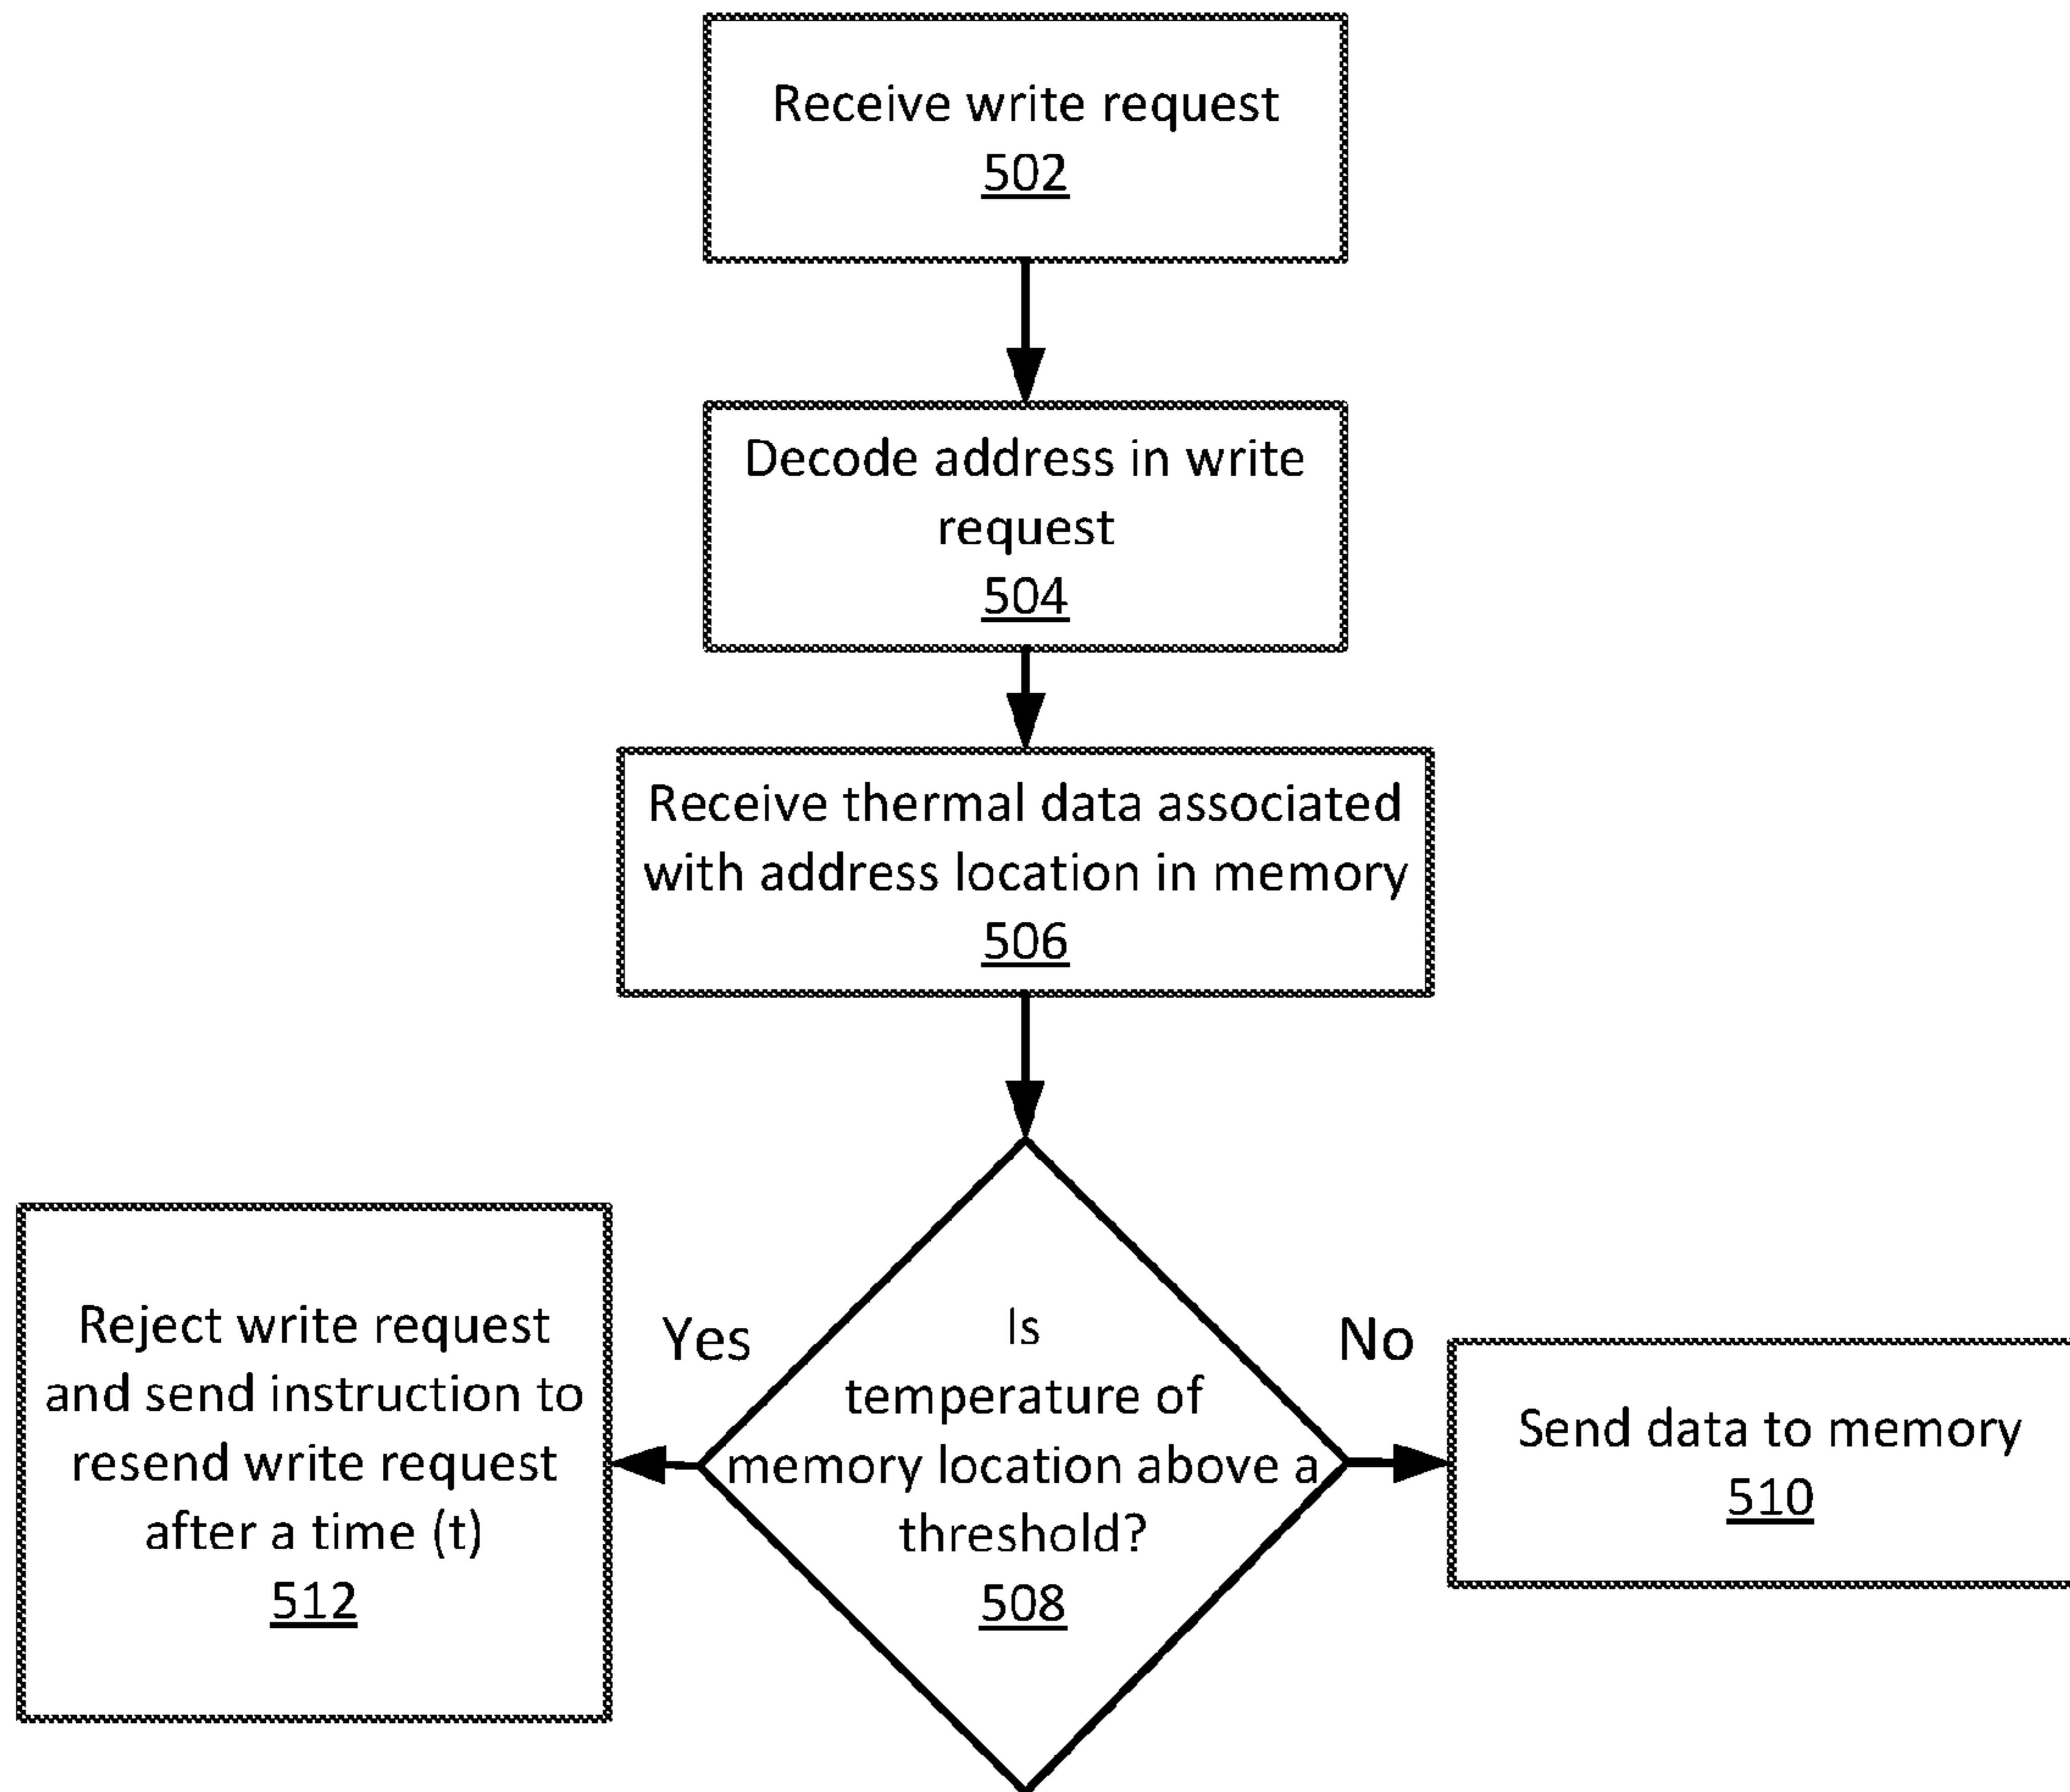 Receive write request
502
Decode address in write
request
504
Receive thermal data associated
with address location in memory
506
Is
temperature of
memory location above a
threshold?
508
Yes
No
Reject write request
and send instruction to
resend write request
after a time (t)
512
Send data to memory
510